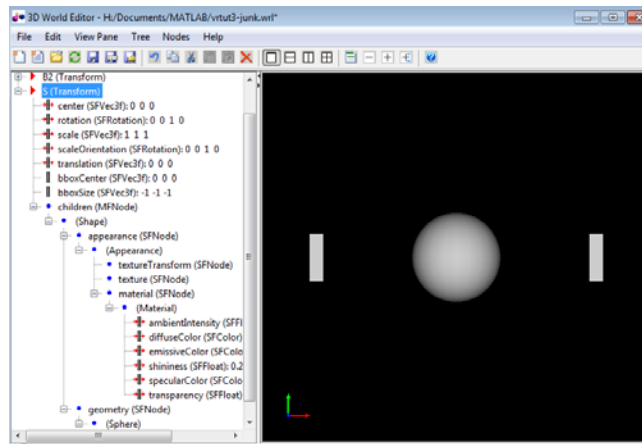 3D World Editor - H:/Documents/MATLAB/vrtut3-junk.wrl*
File Edit View Pane Tree Nodes Help
B2 (Transform)
S (Transform)
center (SFVec3f): 0 0 0
rotation (SFRotation): 0 0 1 0
scale (SFVec3f): 1 1 1
scaleOrientation (SFRotation): 0 0 1 0
translation (SFVec3f): 0 0 0
bboxCenter (SFVec3f): 0 0 0
bboxSize (SFVec3f): -1 -1 -1
children (MFNode)
(Shape)
appearance (SFNode)
(Appearance)
textureTransform (SFNode)
texture (SFNode)
material (SFNode)
(Material)
ambientIntensity (SFFl
diffuseColor (SFColor)
emissiveColor (SFColo
shininess (SFFloat): 0.2
specularColor (SFColo
transparency (SFFloat)
geometry (SFNode)
(Sphere)